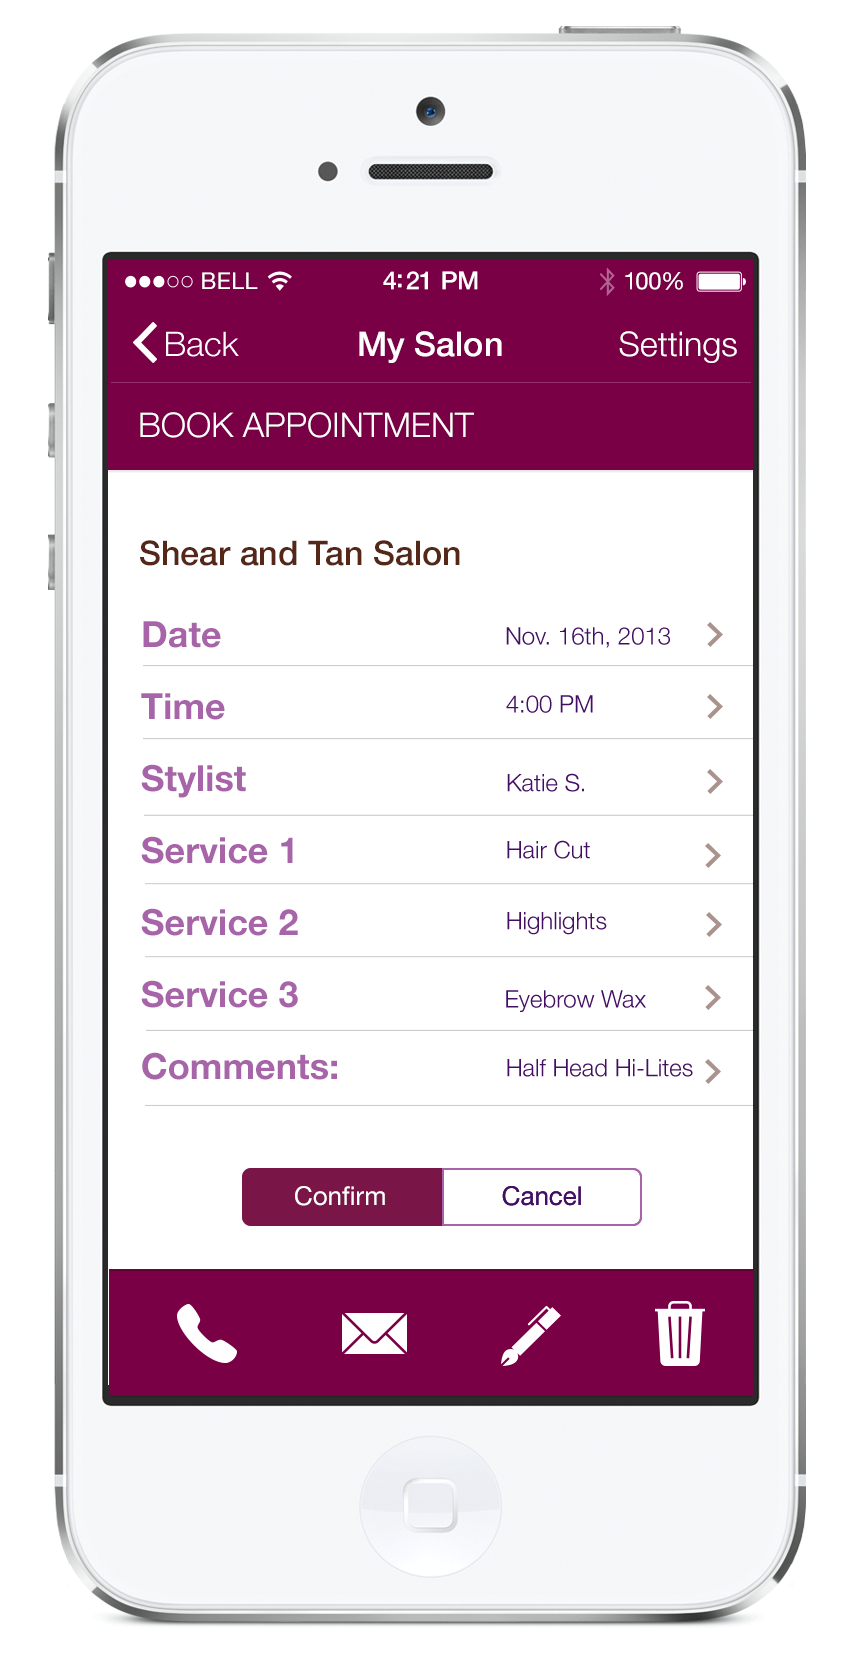 BELL 4:21 PM 100%
Back My Salon Settings
BOOK APPOINTMENT
Shear and Tan Salon
Date Nov. 16th, 2013
Time 4:00 PM
Stylist Katie S.
Service 1 Hair Cut
Service 2 Highlights
Service 3 Eyebrow Wax
Comments: Half Head Hi-Lites
Confirm Cancel